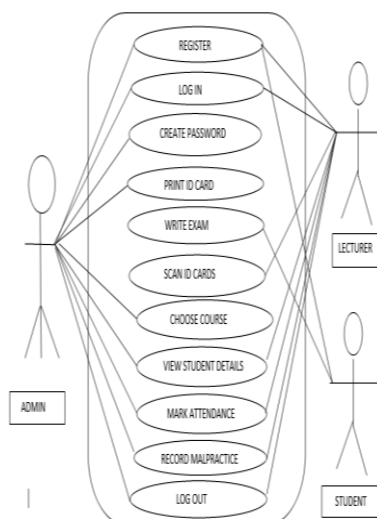 REGISTER
LOG IN
CREATE PASSWORD
PRINT ID CARD
WRITE EXAM
SCAN ID CARDS
CHOOSE COURSE
VIEW STUDENT DETAILS
MARK ATTENDANCE
RECORD MALPRACTICE
LOG OUT
ADMIN
LECTURER
STUDENT